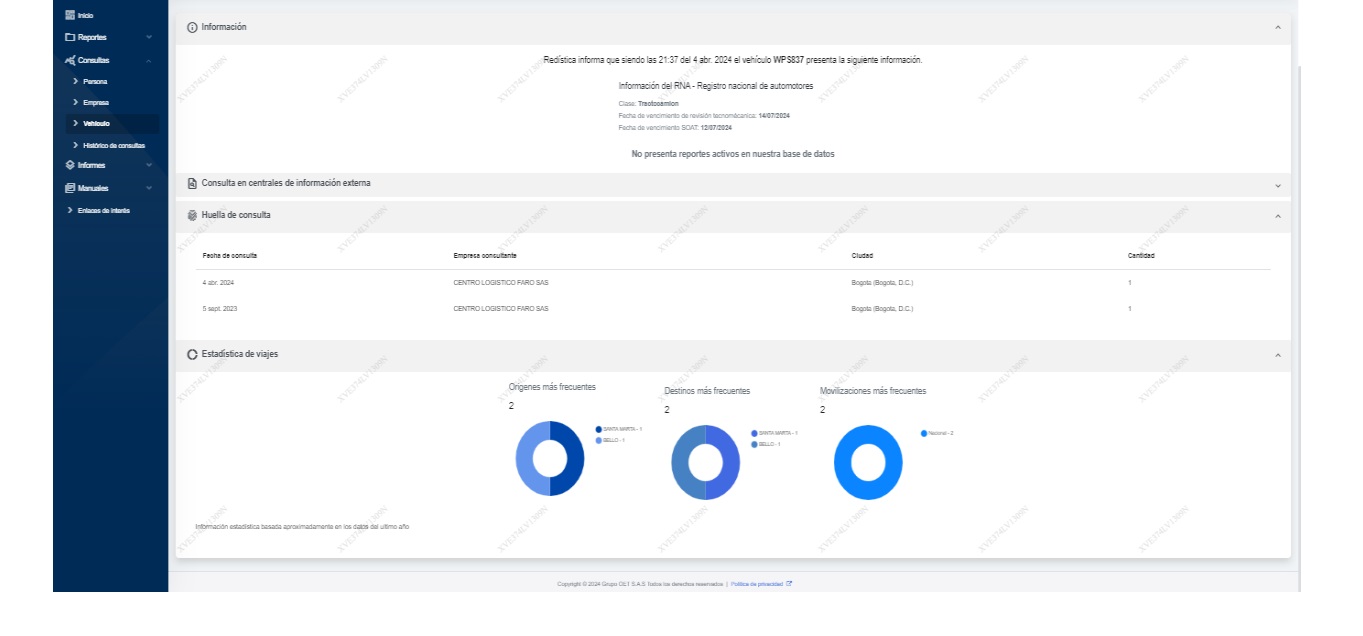 Inicio
Reportes
Consultas
Persona
Empresa
Vehículo
Histórico de consultas
Informes
Manuales
Enlaces de interés
Información
Redística informa que siendo las 21:37 del 4 abr. 2024 el vehículo WPS837 presenta la siguiente información.
Información del RNA - Registro nacional de automotores
Clase: Tractocamion
Fecha de vencimiento de revisión tecnomécanica: 14/07/2024
Fecha de vencimiento SOAT: 12/07/2024
No presenta reportes activos en nuestra base de datos
Consulta en centrales de información externa
Huella de consulta
Fecha de consulta Empresa consultante Ciudad Cantidad
4 abr. 2024 CENTRO LOGISTICO FARO SAS Bogota (Bogota, D.C.) 1
5 sept. 2023 CENTRO LOGISTICO FARO SAS Bogota (Bogota, D.C.) 1
Estadística de viajes
Orígenes más frecuentes
2
SANTA MARTA - 1
BELLO - 1
Destinos más frecuentes
2
SANTA MARTA - 1
BELLO - 1
Movilizaciones más frecuentes
2
Nacional - 2
Información estadística basada aproximadamente en los datos del ultimo año
Copyright © 2024 Grupo OET S.A.S Todos los derechos reservados | Política de privacidad